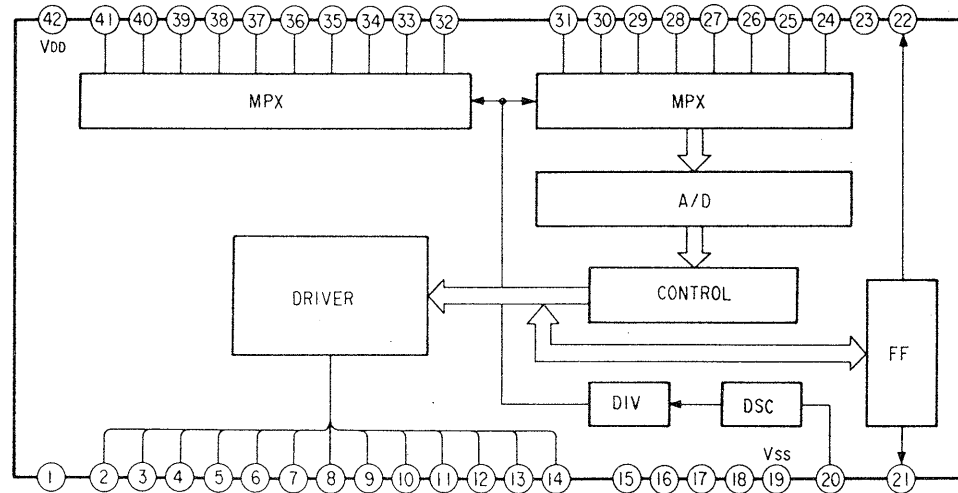 42 41 40 39 38 37 36 35 34 33 32 31 30 29 28 27 26 25 24 23 22
VDD
MPX MPX
A/D
DRIVER CONTROL
FF
DIV DSC
VSS
1 2 3 4 5 6 7 8 9 10 11 12 13 14 15 16 17 18 19 20 21